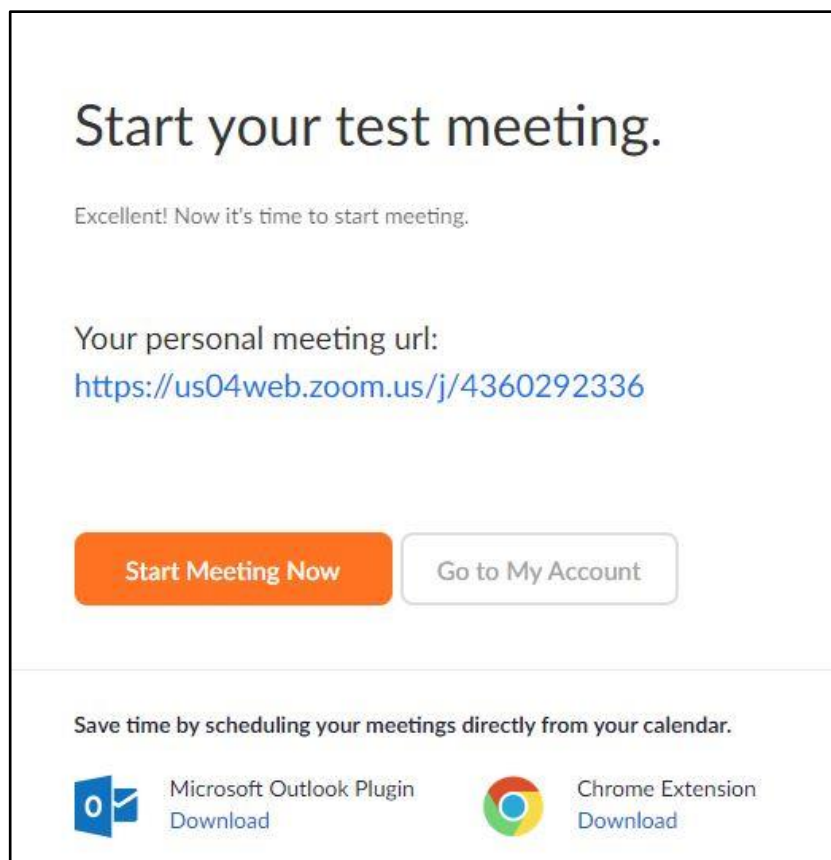 Start your test meeting.
Excellent! Now it's time to start meeting.
Your personal meeting url:
https://us04web.zoom.us/j/4360292336
Start Meeting Now
Go to My Account
Save time by scheduling your meetings directly from your calendar.
Microsoft Outlook Plugin
Download
Chrome Extension
Download